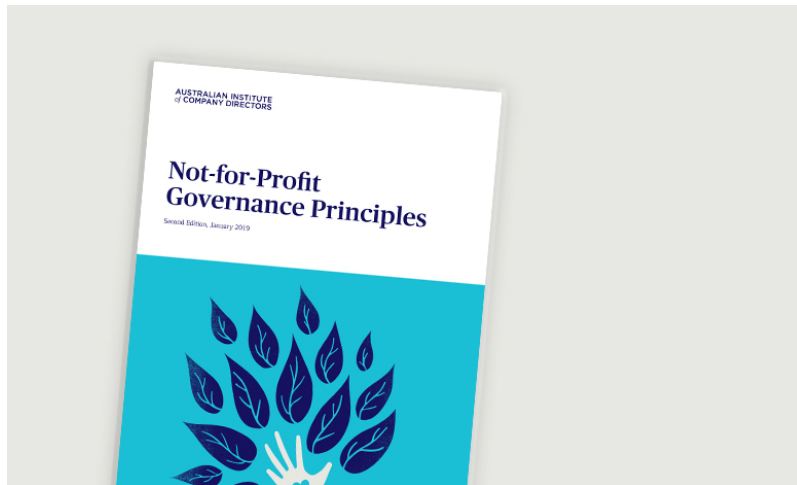 AUSTRALIAN INSTITUTE
of COMPANY DIRECTORS
Not-for-Profit
Governance Principles
Second Edition, January 2019